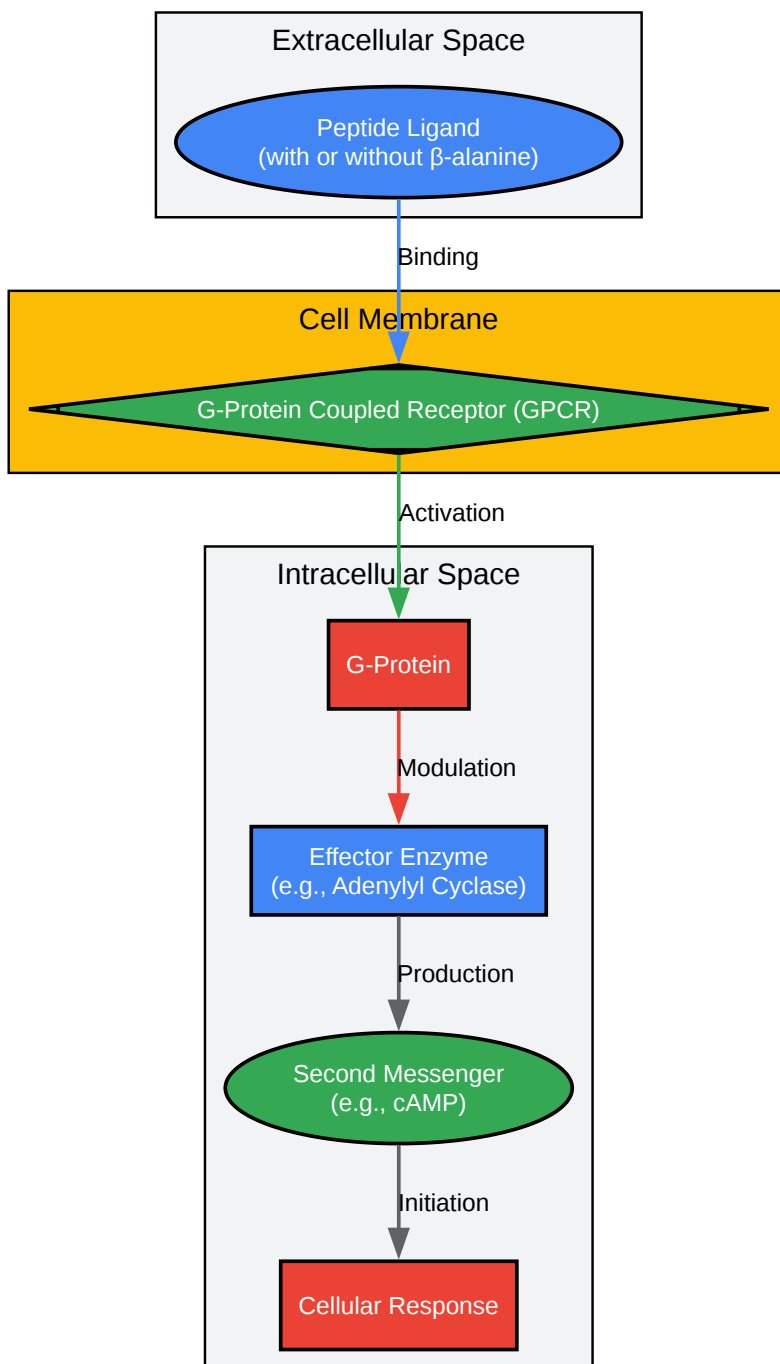 Extracellular Space
Peptide Ligand
(with or without β-alanine)
Binding
Cell Membrane
G-Protein Coupled Receptor (GPCR)
Activation
Intracellular Space
G-Protein
Modulation
Effector Enzyme
(e.g., Adenylyl Cyclase)
Production
Second Messenger
(e.g., cAMP)
Initiation
Cellular Response